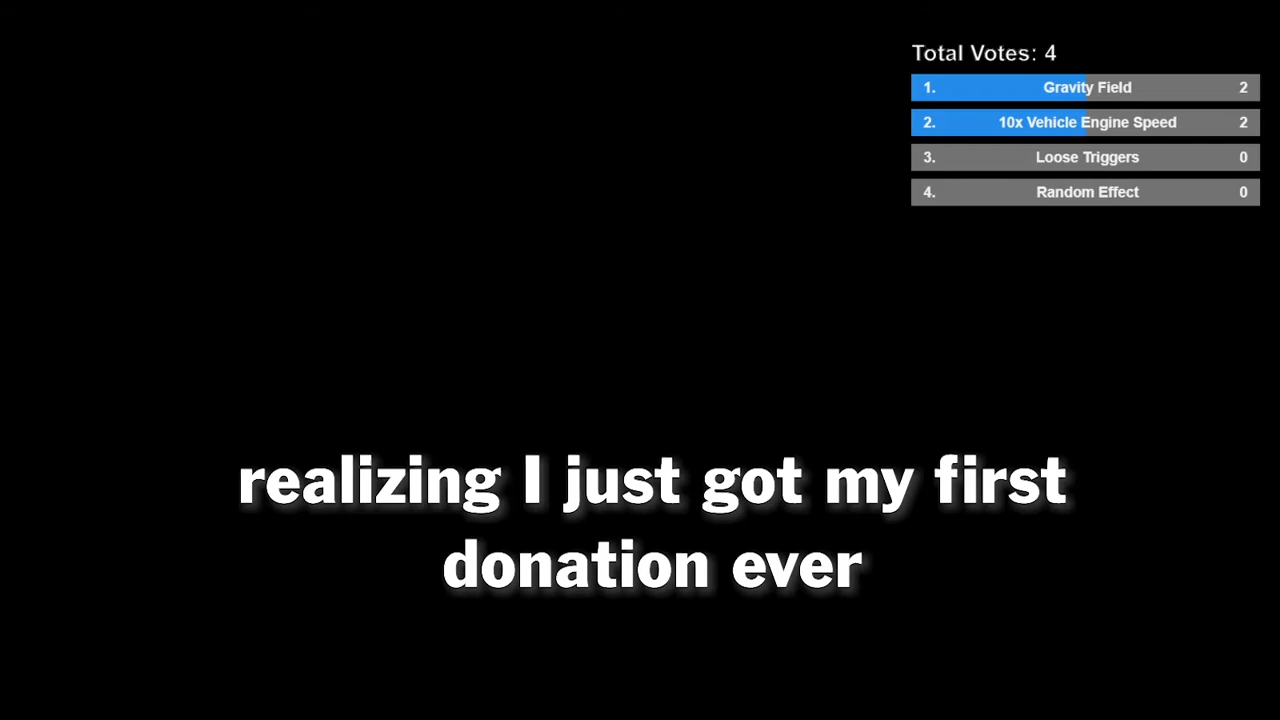 Total Votes: 4
1. Gravity Field 2
2. 10x Vehicle Engine Speed 2
3. Loose Triggers 0
4. Random Effect 0
realizing I just got my first
donation ever